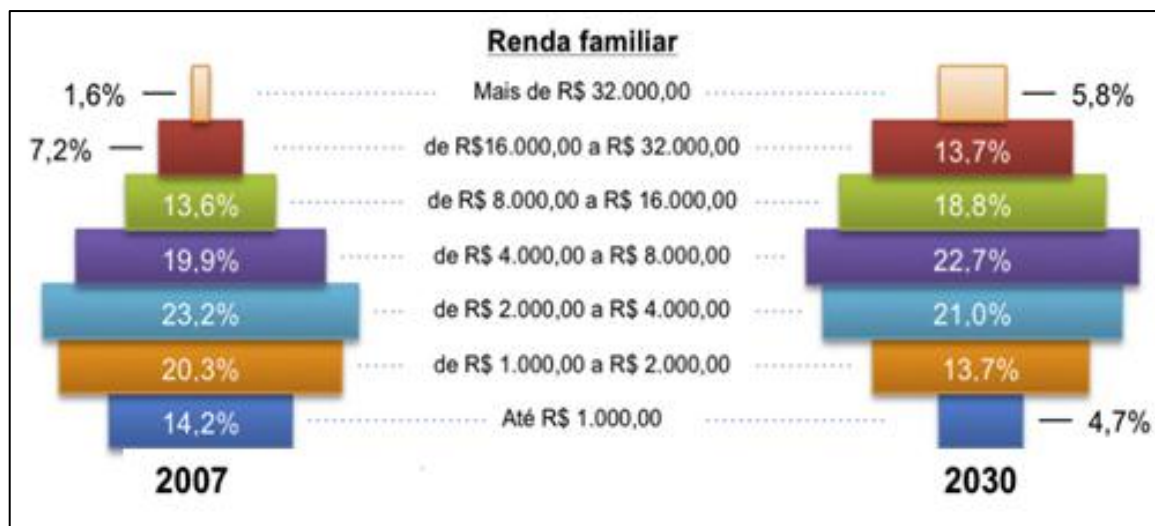 Renda familiar
1,6% Mais de R$ 32.000,00 5,8%
7,2% de R$16.000,00 a R$ 32.000,00 13,7%
13,6% de R$ 8.000,00 a R$ 16.000,00 18,8%
19,9% de R$ 4.000,00 a R$ 8.000,00 22,7%
23,2% de R$ 2.000,00 a R$ 4.000,00 21,0%
20,3% de R$ 1.000,00 a R$ 2.000,00 13,7%
14,2% Até R$ 1.000,00 4,7%
2007 2030